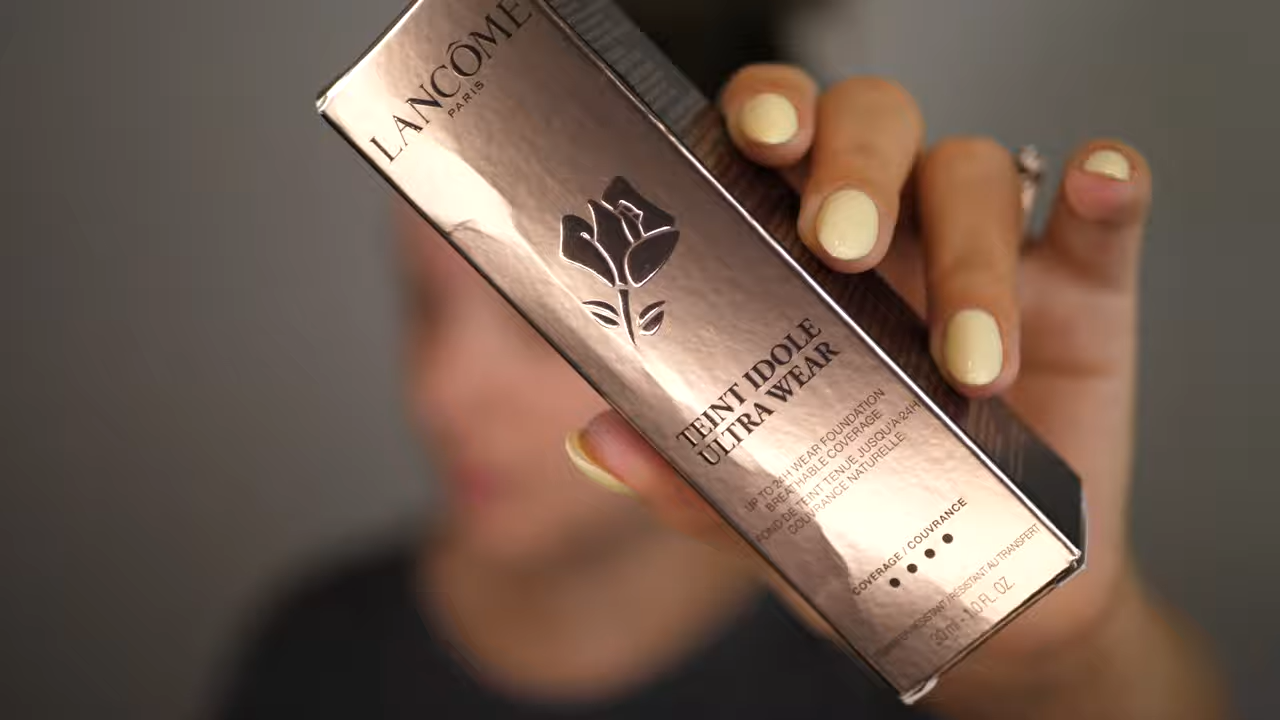 LANCÔME
PARIS
TEINT IDOLE
ULTRA WEAR
UP TO 24H WEAR FOUNDATION
BREATHABLE COVERAGE
FOND DE TEINT TENUE JUSQU'À 24H
COUVRANCE NATURELLE
COVERAGE / COUVRANCE
RESISTANT / RÉSISTANT AU TRANSFERT
30 ml - 1.0 FL. OZ.